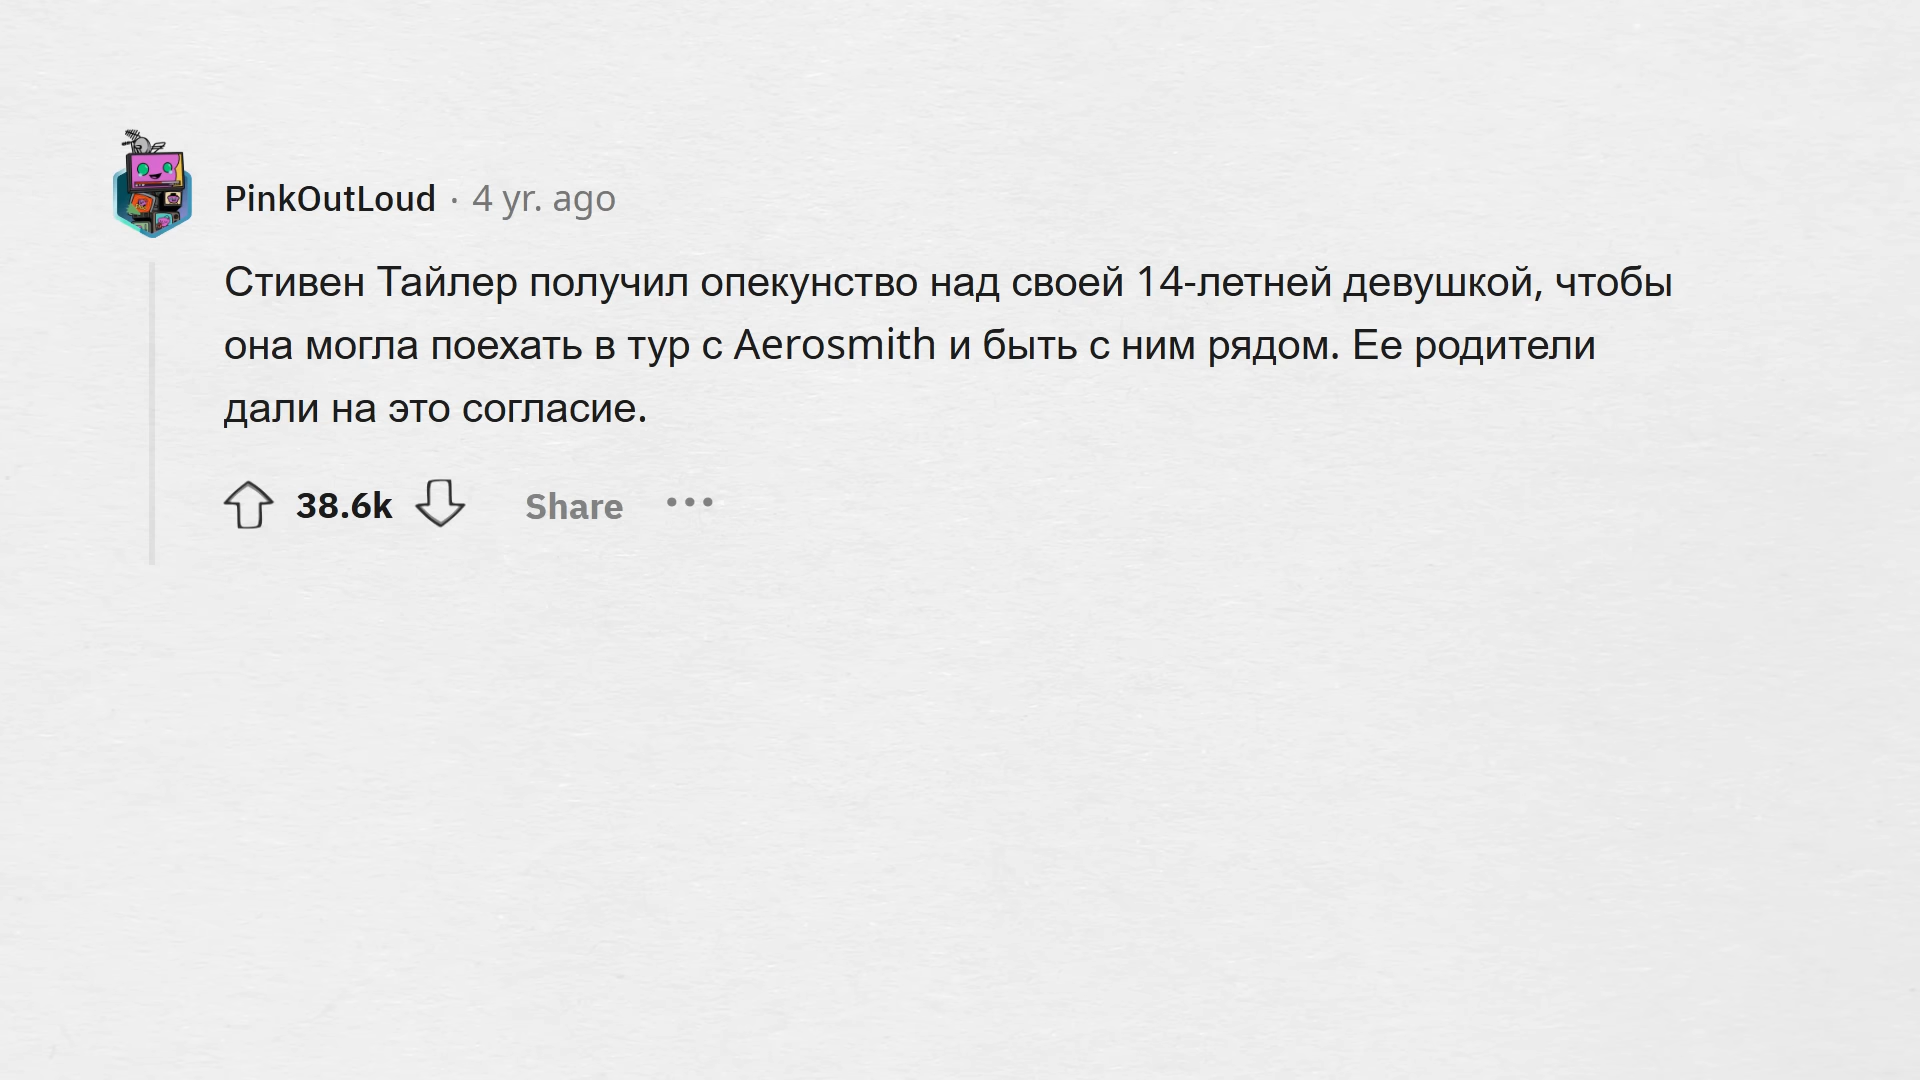 PinkOutLoud · 4 yr. ago
Стивен Тайлер получил опекунство над своей 14-летней девушкой, чтобы
она могла поехать в тур с Aerosmith и быть с ним рядом. Ее родители
дали на это согласие.
38.6k Share •••